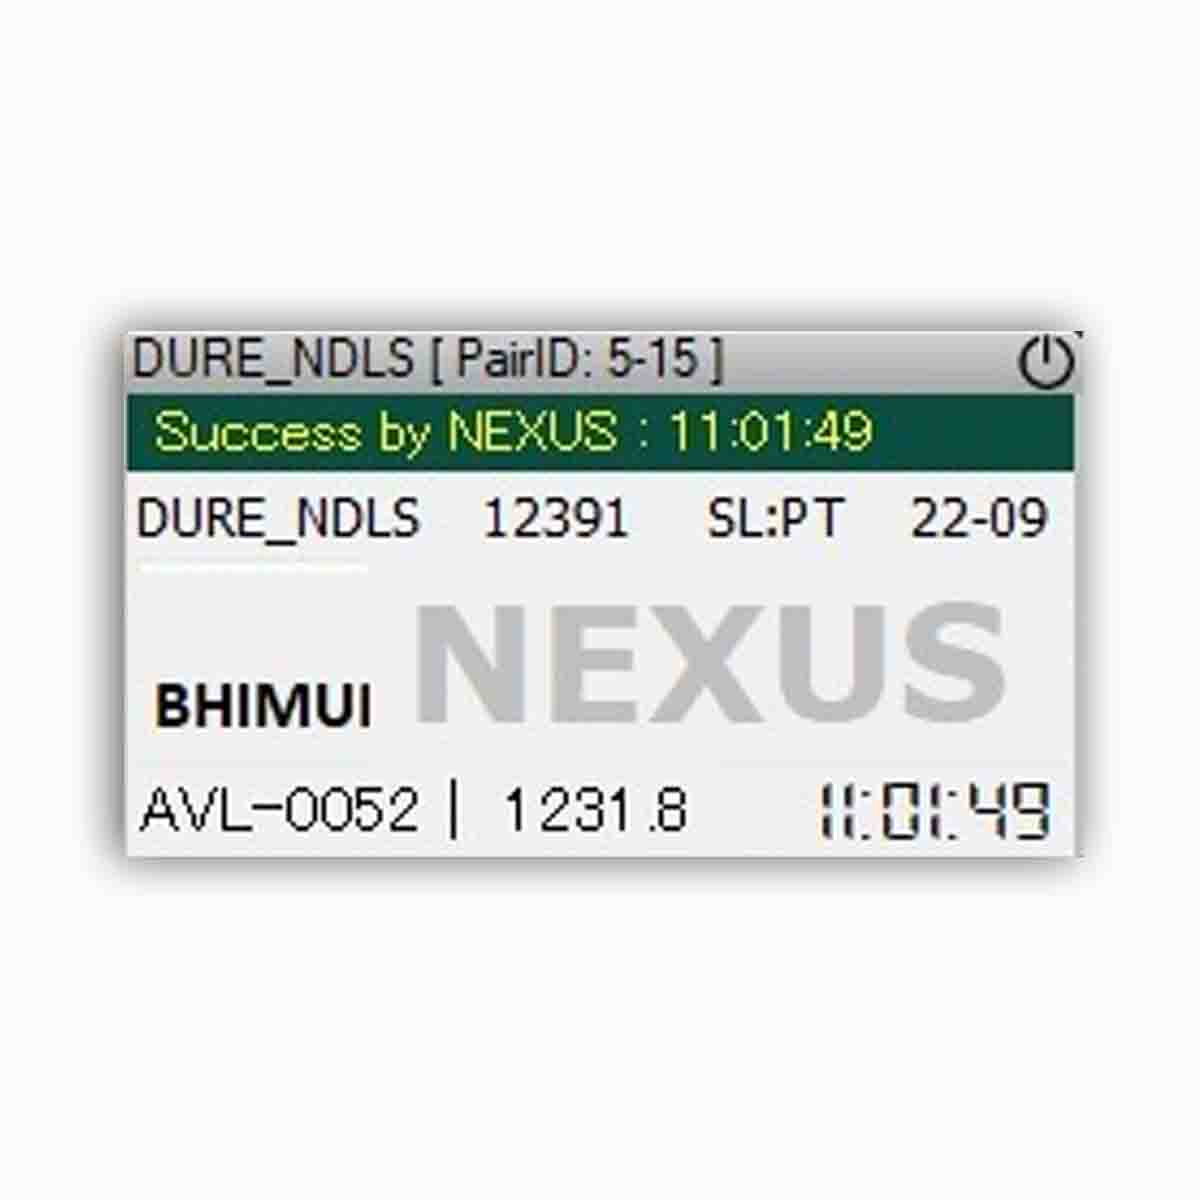 DURE_NDLS [ PairID: 5-15 ]
Success by NEXUS : 11:01:49
DURE_NDLS 12391 SL:PT 22-09
NEXUS
BHIMUI
AVL-0052 | 1231.8 11:01:49